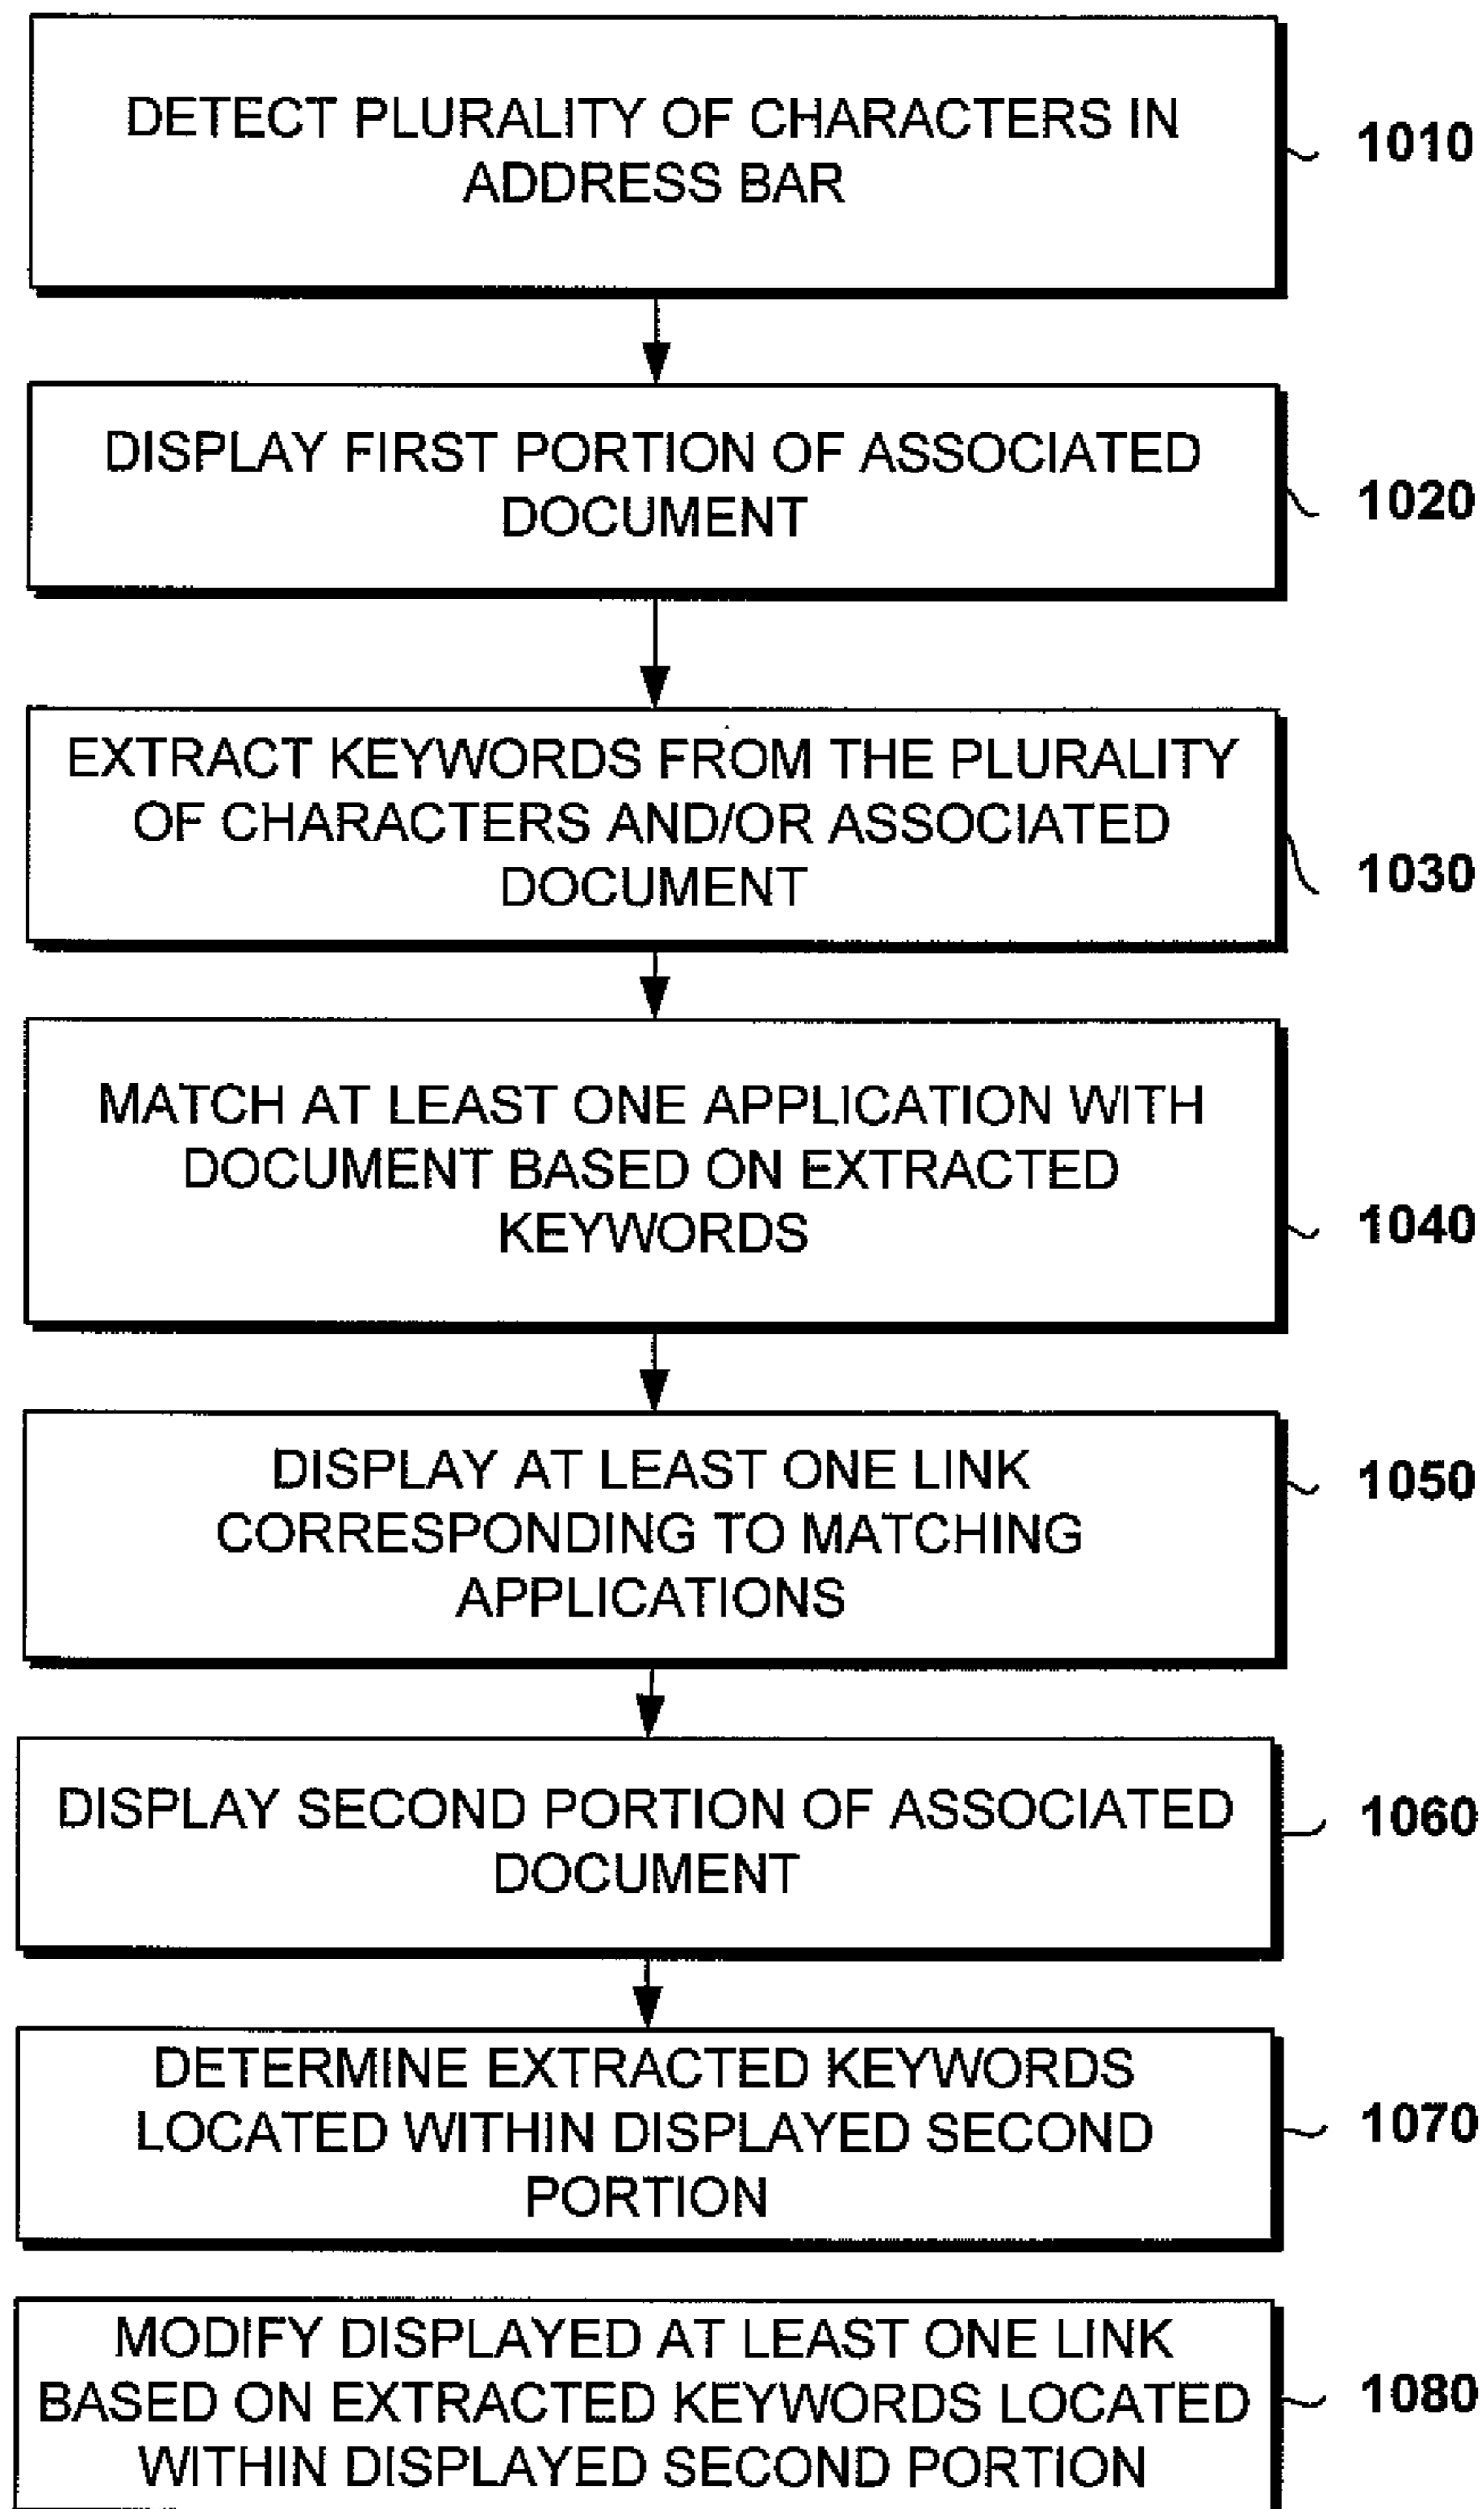 DETECT PLURALITY OF CHARACTERS IN
ADDRESS BAR
1010
DISPLAY FIRST PORTION OF ASSOCIATED
DOCUMENT
1020
EXTRACT KEYWORDS FROM THE PLURALITY
OF CHARACTERS AND/OR ASSOCIATED
DOCUMENT
1030
MATCH AT LEAST ONE APPLICATION WITH
DOCUMENT BASED ON EXTRACTED
KEYWORDS
1040
DISPLAY AT LEAST ONE LINK
CORRESPONDING TO MATCHING
APPLICATIONS
1050
DISPLAY SECOND PORTION OF ASSOCIATED
DOCUMENT
1060
DETERMINE EXTRACTED KEYWORDS
LOCATED WITHIN DISPLAYED SECOND
PORTION
1070
MODIFY DISPLAYED AT LEAST ONE LINK
BASED ON EXTRACTED KEYWORDS LOCATED
WITHIN DISPLAYED SECOND PORTION
1080